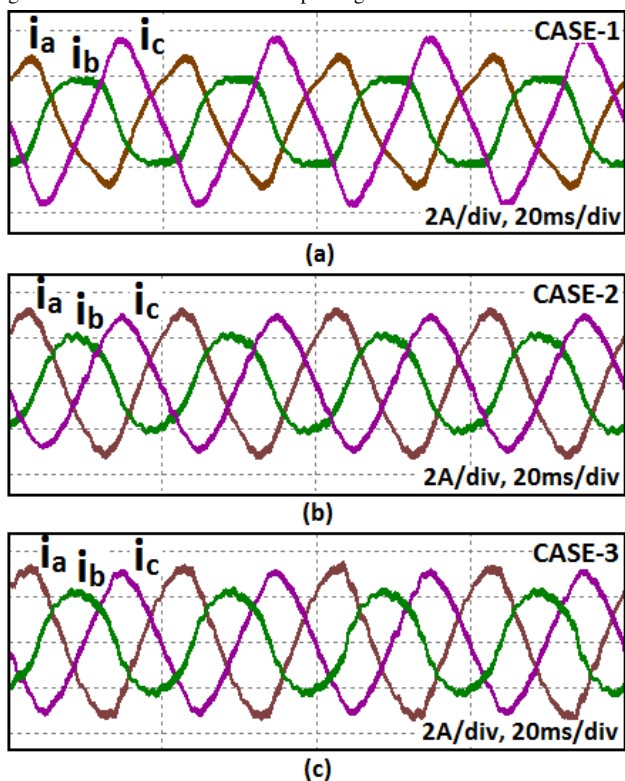 CASE-1
ia
ib
ic
2A/div, 20ms/div
(a)
CASE-2
ia
ib
ic
2A/div, 20ms/div
(b)
CASE-3
ia
ib
ic
2A/div, 20ms/div
(c)